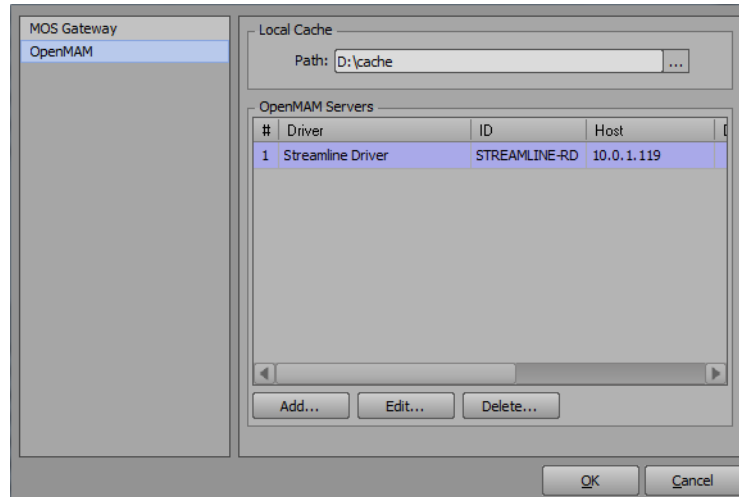 MOS Gateway
OpenMAM
Local Cache
Path: D:\cache ...
OpenMAM Servers
# Driver ID Host
1 Streamline Driver STREAMLINE-RD 10.0.1.119
Add... Edit... Delete...
OK Cancel